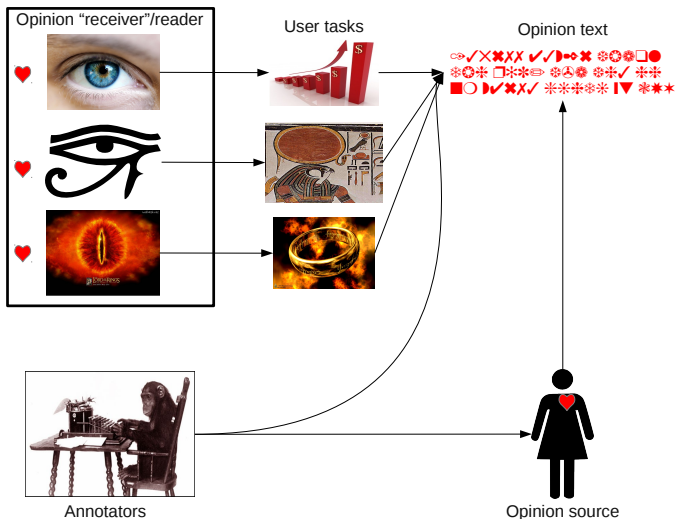 Opinion “receiver”/reader
User tasks
Opinion text
$
$
Annotators
Opinion source